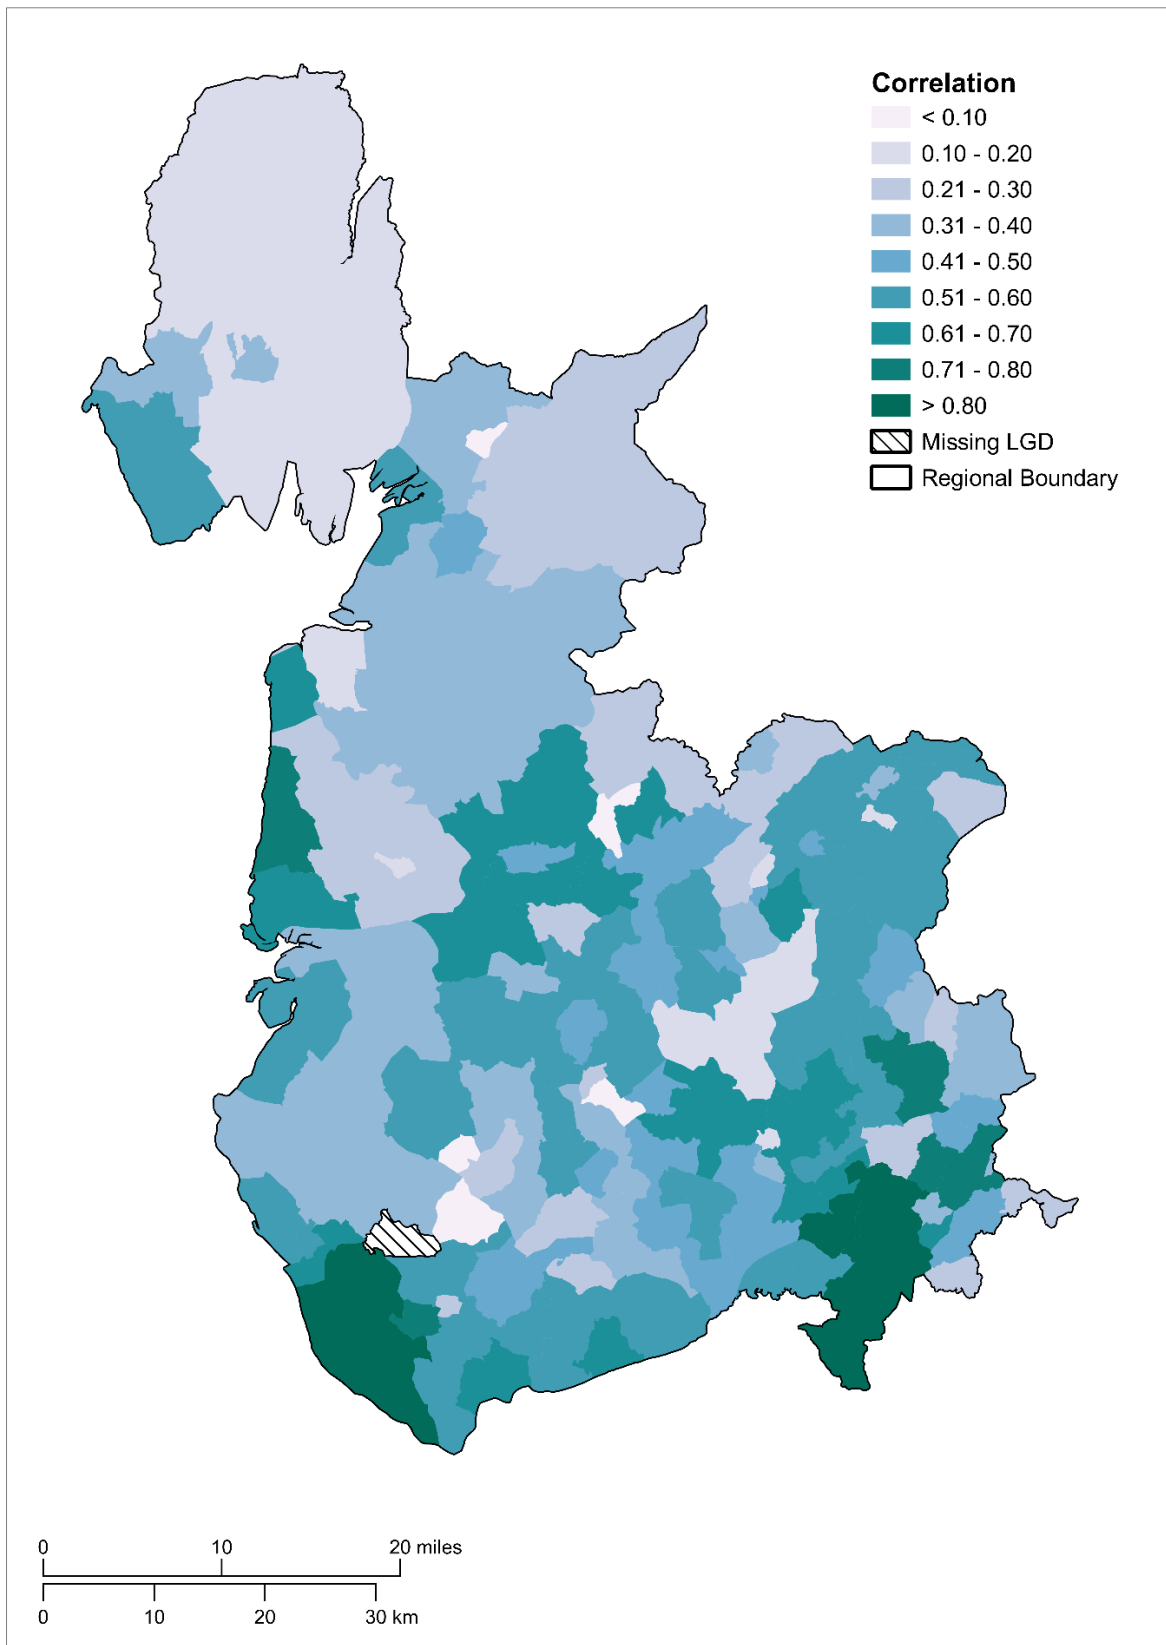 Correlation
< 0.10
0.10 - 0.20
0.21 - 0.30
0.31 - 0.40
0.41 - 0.50
0.51 - 0.60
0.61 - 0.70
0.71 - 0.80
> 0.80
Missing LGD
Regional Boundary
0 10 20 miles
0 10 20 30 km